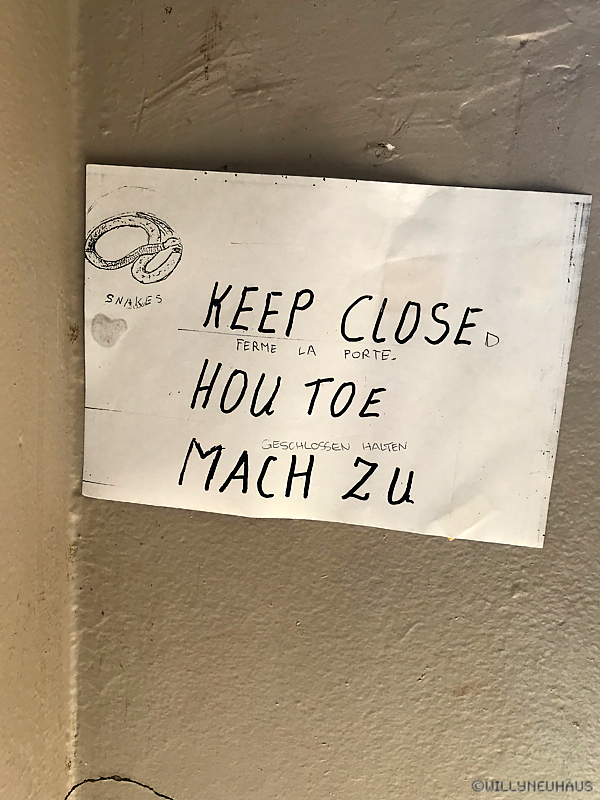 SNAKES
KEEP CLOSED
FERME LA PORTE.
HOU TOE
GESCHLOSSEN HALTEN
MACH ZU
©WILLYNEUHAUS